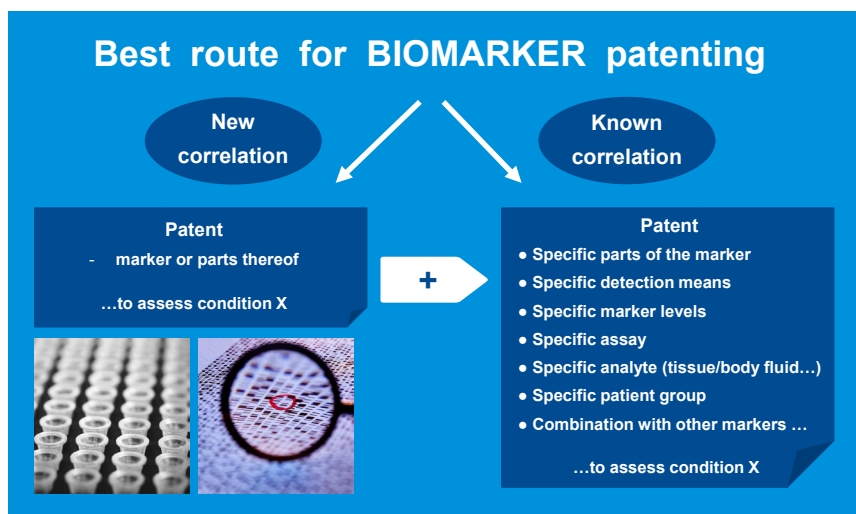 Best route for BIOMARKER patenting
New
correlation
Known
correlation
Patent
- marker or parts thereof
…to assess condition X
+
Patent
● Specific parts of the marker
● Specific detection means
● Specific marker levels
● Specific assay
● Specific analyte (tissue/body fluid…)
● Specific patient group
● Combination with other markers …
…to assess condition X